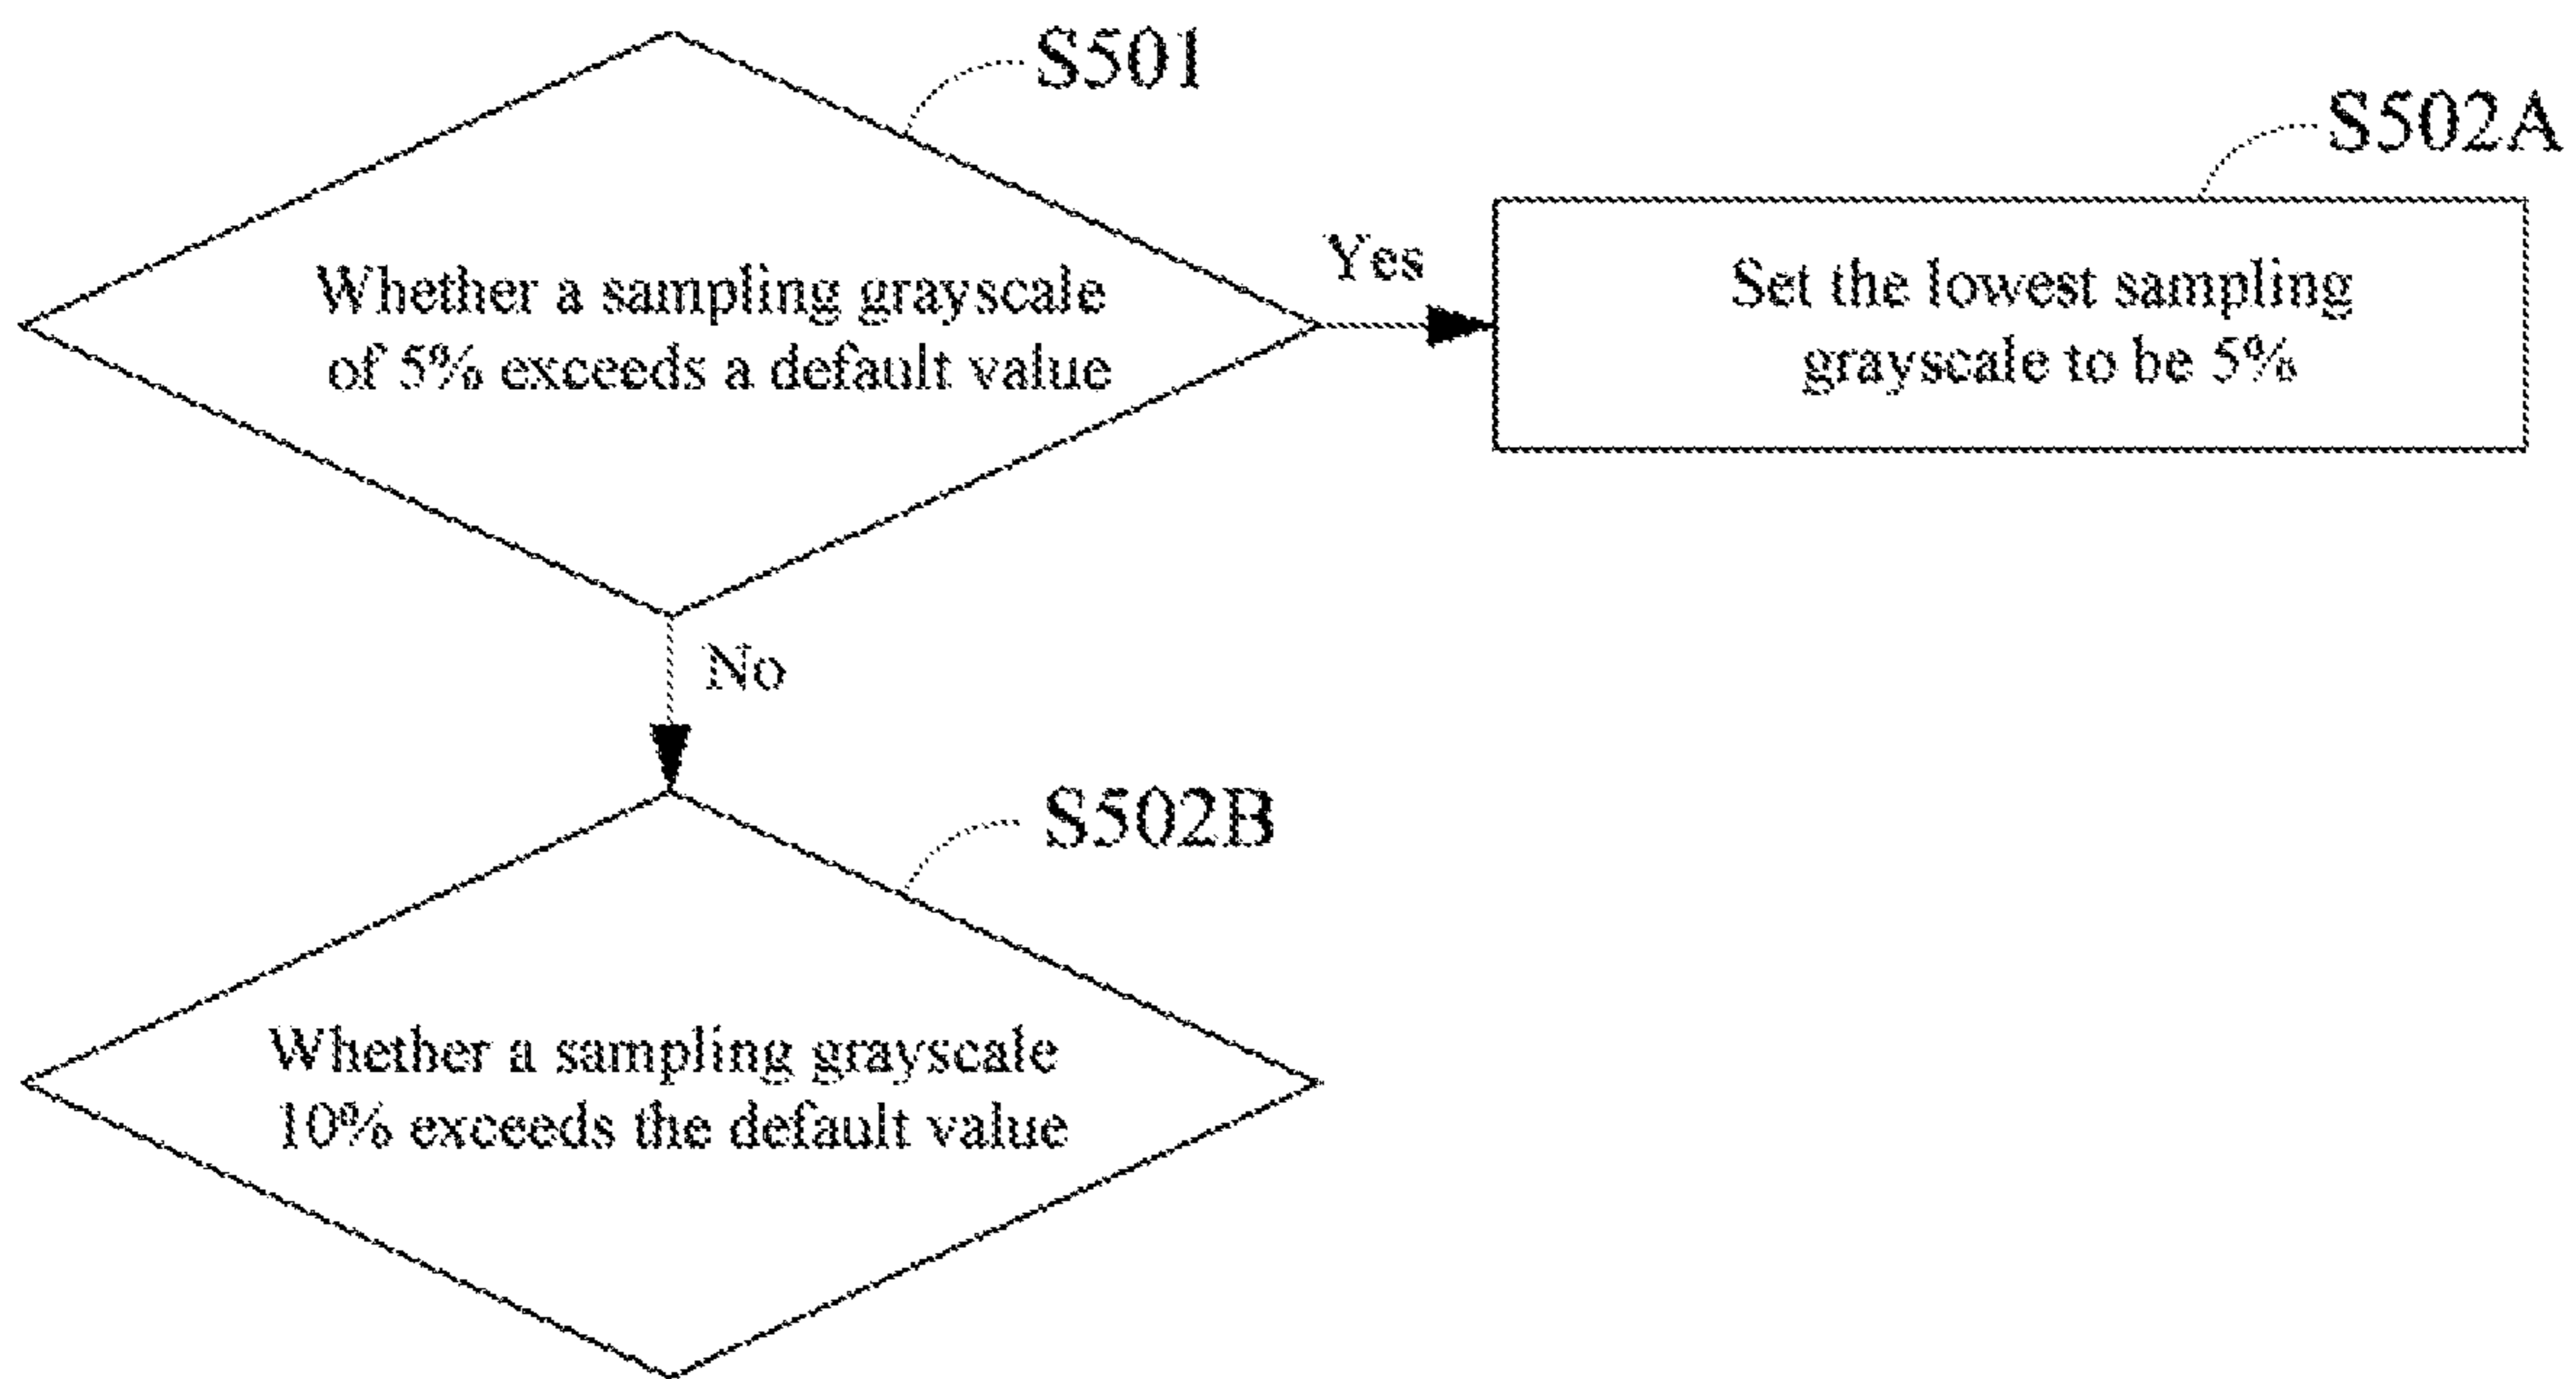 S501
S502A
Whether a sampling grayscale
of 5% exceeds a default value
Yes
Set the lowest sampling
grayscale to be 5%
No
S502B
Whether a sampling grayscale
10% exceeds the default value